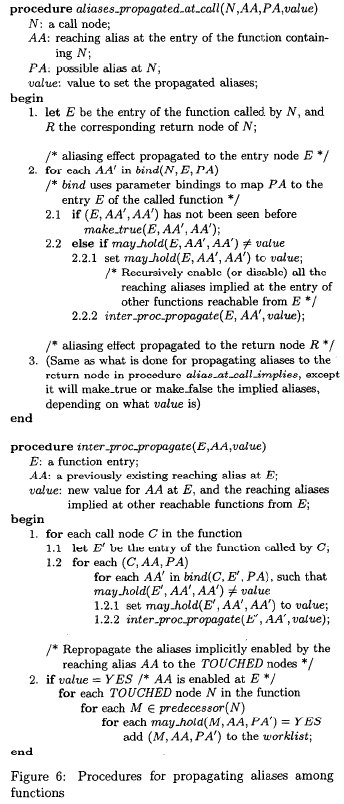 procedure aliases_propagated_at_call(N,AA,PA,value)
N: a call node;
AA: reaching alias at the entry of the function contain-
ing N;
PA: possible alias at N;
value: value to set the propagated aliases;
begin
1. let E be the entry of the function called by N, and
R the corresponding return node of N;
/* aliasing effect propagated to the entry node E */
2. for each AA' in bind(N, E, PA)
/* bind uses parameter bindings to map PA to the
entry E of the called function */
2.1 if (E, AA', AA') has not been seen before
make_true(E, AA', AA');
2.2 else if may_hold(E, AA', AA') ≠ value
2.2.1 set may_hold(E, AA', AA') to value;
/* Recursively enable (or disable) all the
reaching aliases implied at the entry of
other functions reachable from E */
2.2.2 inter_proc_propagate(E, AA', value);
/* aliasing effect propagated to the return node R */
3. (Same as what is done for propagating aliases to the
return node in procedure alias_at_call_implies, except
it will make_true or make_false the implied aliases,
depending on what value is)
end
procedure inter_proc_propagate(E,AA,value)
E: a function entry;
AA: a previously existing reaching alias at E;
value: new value for AA at E, and the reaching aliases
implied at other reachable functions from E;
begin
1. for each call node C in the function
1.1 let E' be the entry of the function called by C;
1.2 for each (C, AA, PA)
for each AA' in bind(C, E', PA), such that
may_hold(E', AA', AA') ≠ value
1.2.1 set may_hold(E', AA', AA') to value;
1.2.2 inter_proc_propagate(E', AA', value);
/* Repropagate the aliases implicitly enabled by the
reaching alias AA to the TOUCHED nodes */
2. if value = YES /* AA is enabled at E */
for each TOUCHED node N in the function
for each M ∈ predecessor(N)
for each may_hold(M, AA, PA') = YES
add (M, AA, PA') to the worklist;
end
Figure 6: Procedures for propagating aliases among
functions